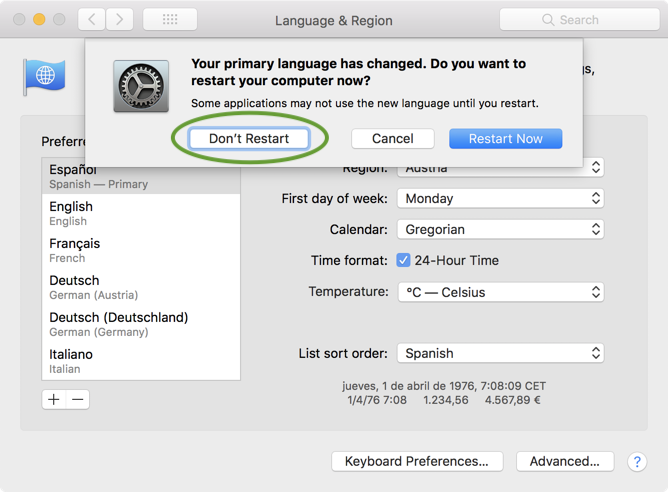 Language & Region
Search
Your primary language has changed. Do you want to
restart your computer now?
Some applications may not use the new language until you restart.
Don't Restart
Cancel
Restart Now
Español
Spanish — Primary
English
English
Français
French
Deutsch
German (Austria)
Deutsch (Deutschland)
German (Germany)
Italiano
Italian
Region: Austria
First day of week: Monday
Calendar: Gregorian
Time format: 24-Hour Time
Temperature: °C — Celsius
List sort order: Spanish
jueves, 1 de abril de 1976, 7:08:09 CET
1/4/76 7:08 1.234,56 4.567,89 €
Keyboard Preferences...
Advanced...
?